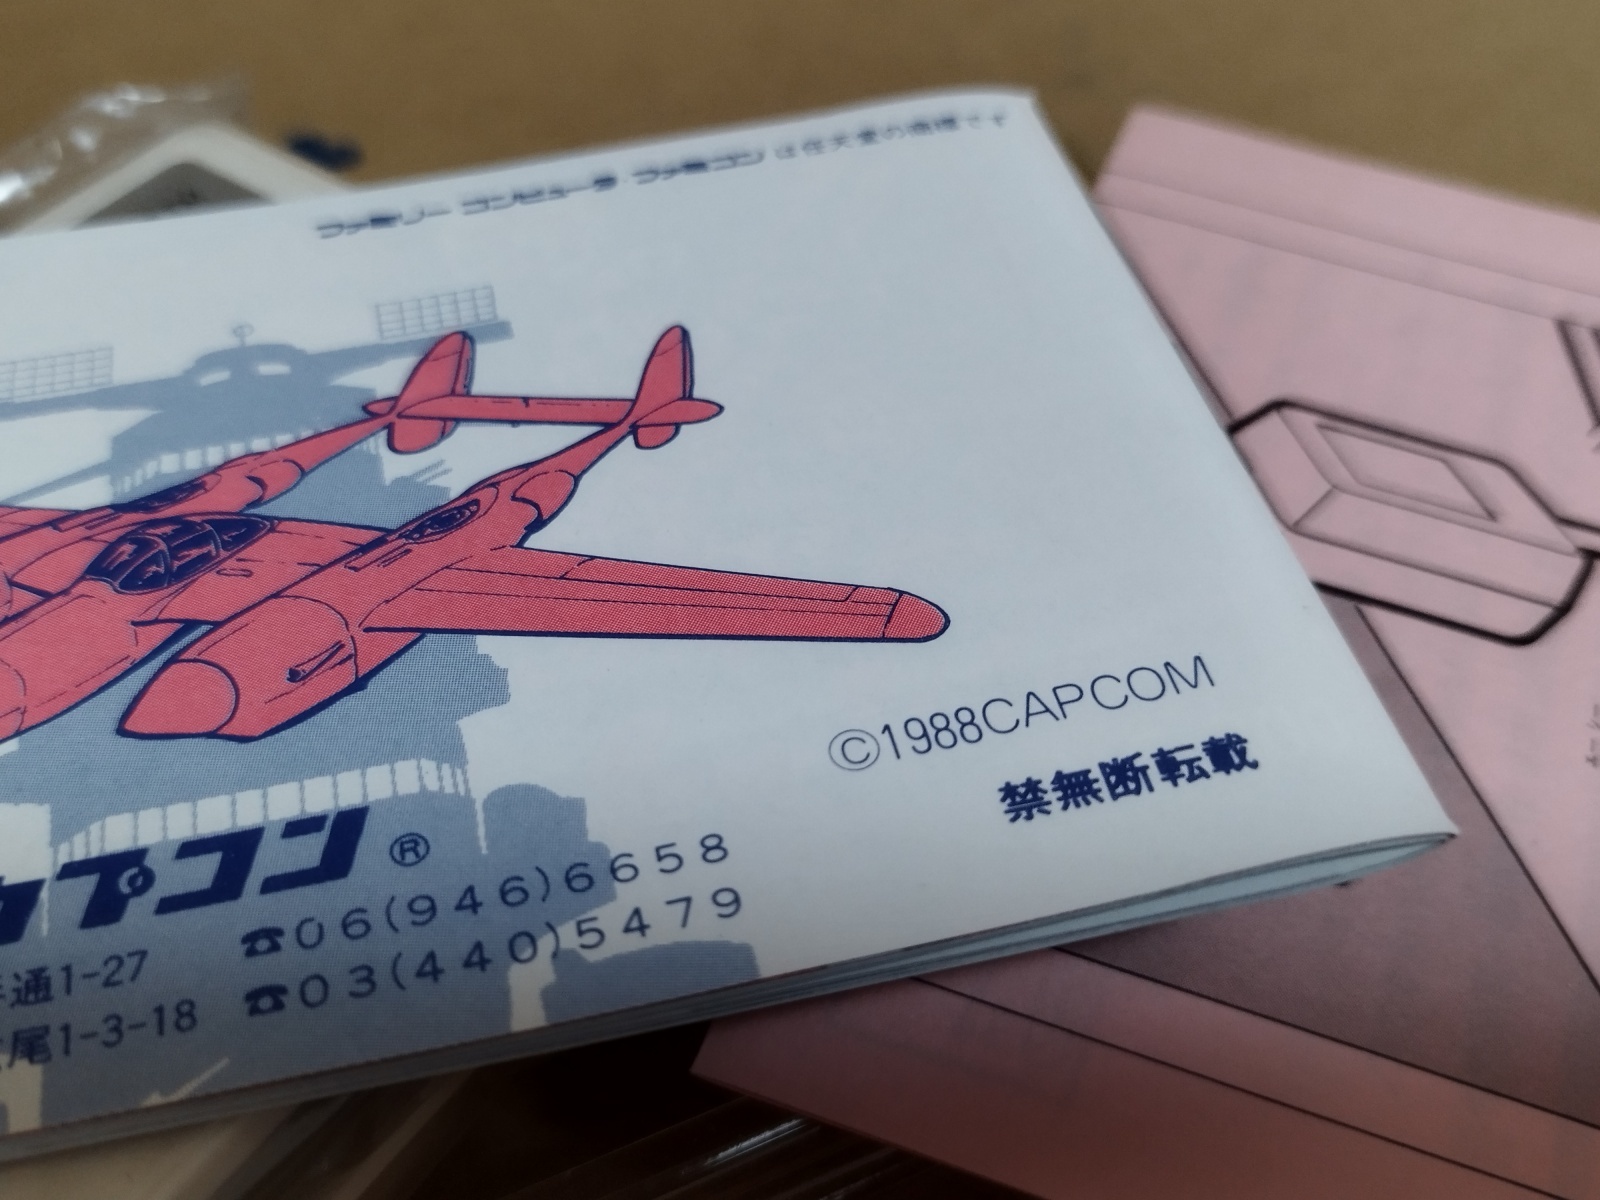 ファミリーコンピュータ・ファミコンは任天堂の商標です
©1988CAPCOM
禁無断転載
カプコン®
通1-27 ☎06(946)6658
尾1-3-18 ☎03(440)5479